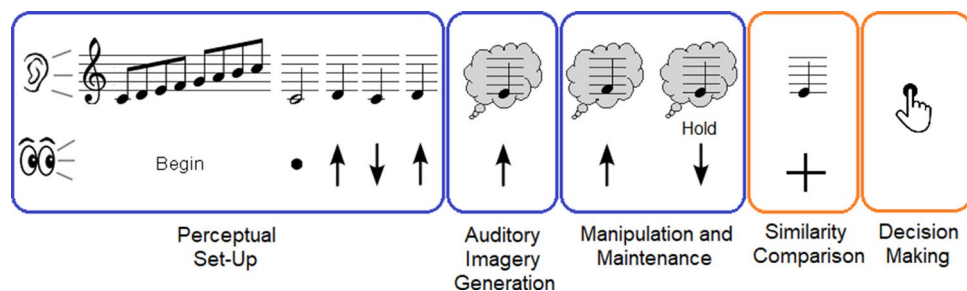 Hold
Begin
Perceptual
Set-Up
Auditory
Imagery
Generation
Manipulation and
Maintenance
Similarity
Comparison
Decision
Making